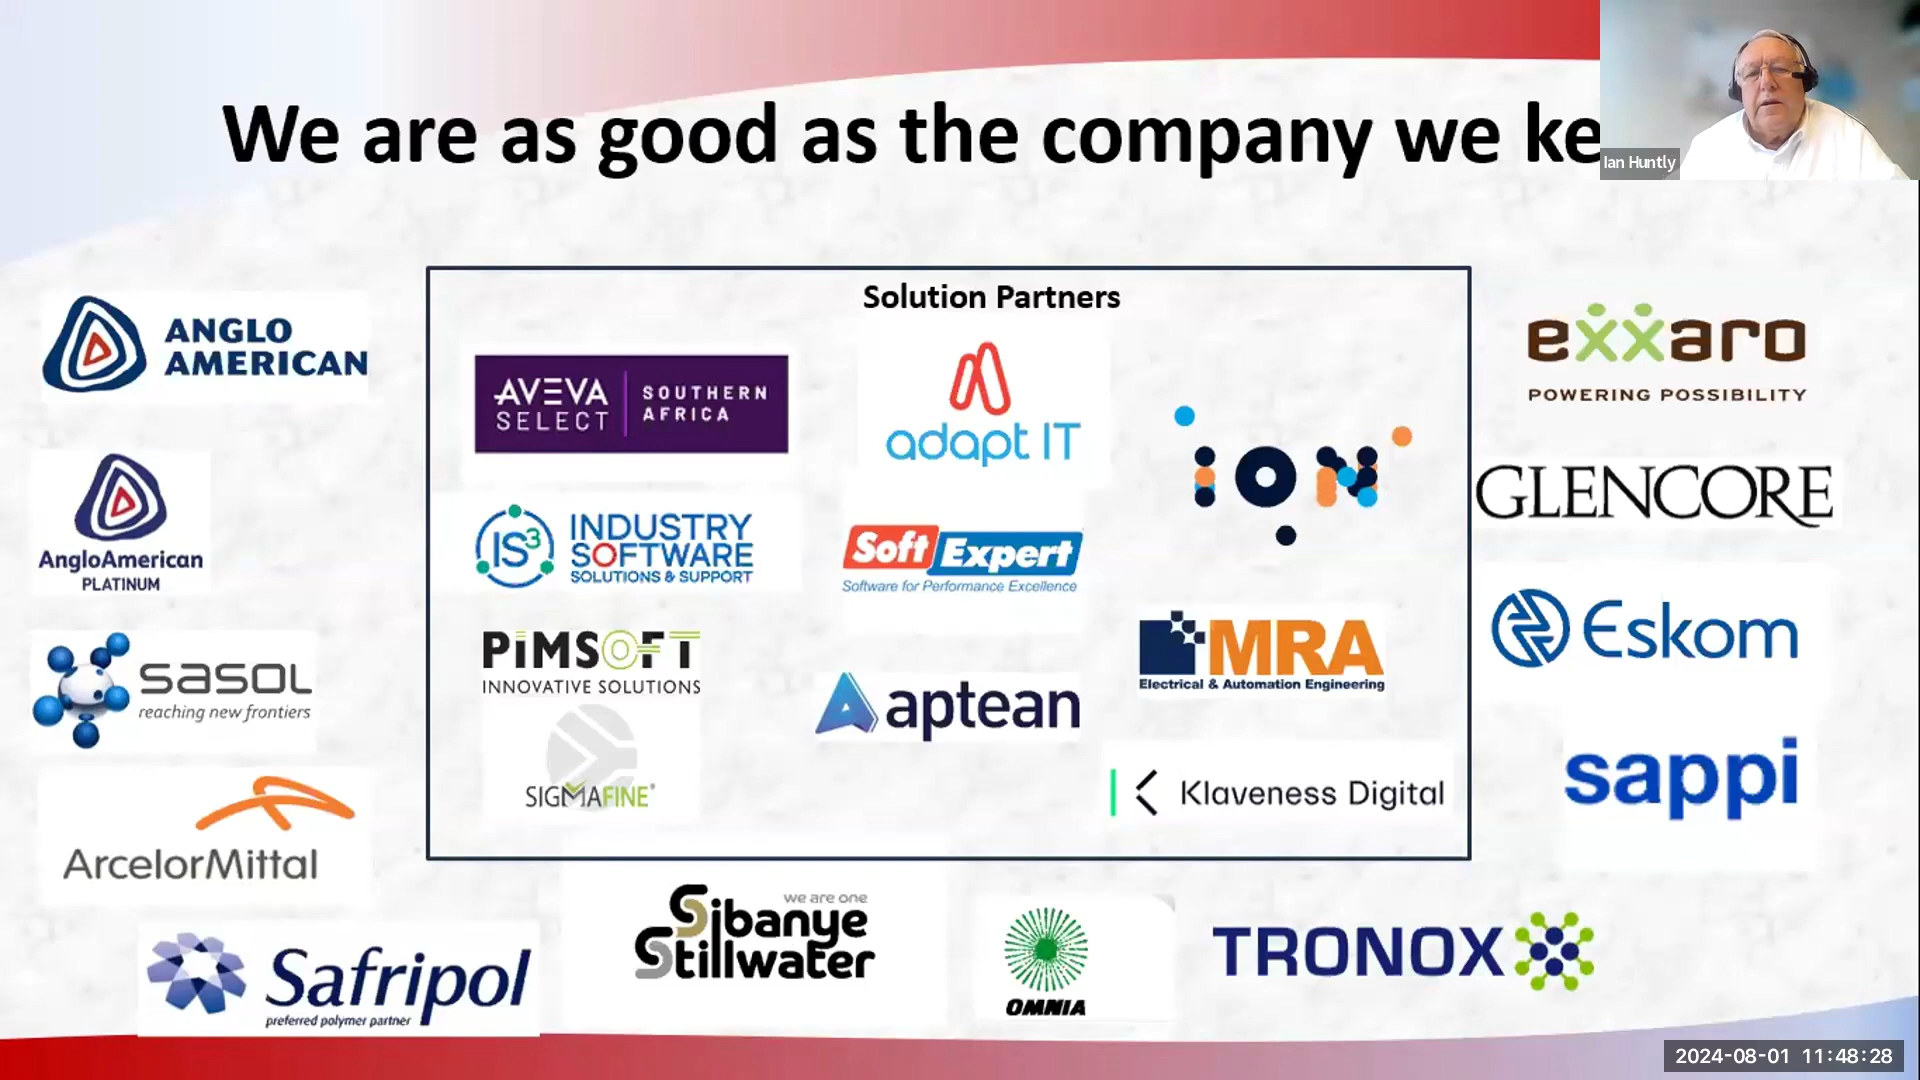 We are as good as the company we ke
Ian Huntly
Solution Partners
ANGLO
AMERICAN
AVEVA
SELECT
SOUTHERN
AFRICA
adapt IT
iON
exxaro
POWERING POSSIBILITY
AngloAmerican
PLATINUM
IS3
INDUSTRY
SOFTWARE
SOLUTIONS & SUPPORT
Soft Expert
Software for Performance Excellence
GLENCORE
sasol
reaching new frontiers
PiMSOFT
INNOVATIVE SOLUTIONS
aptean
MRA
Electrical & Automation Engineering
Eskom
ArcelorMittal
SIGMAFINE®
Klaveness Digital
sappi
Safripol
preferred polymer partner
we are one
Sibanye
Stillwater
OMNIA
TRONOX
2024-08-01 11:48:28